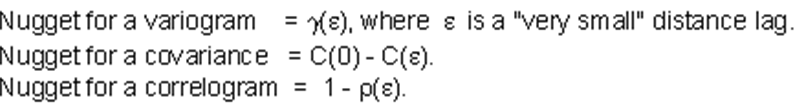 Nugget for a variogram = γ(ε), where ε is a "very small" distance lag.
Nugget for a covariance = C(0) - C(ε).
Nugget for a correlogram = 1 - ρ(ε).